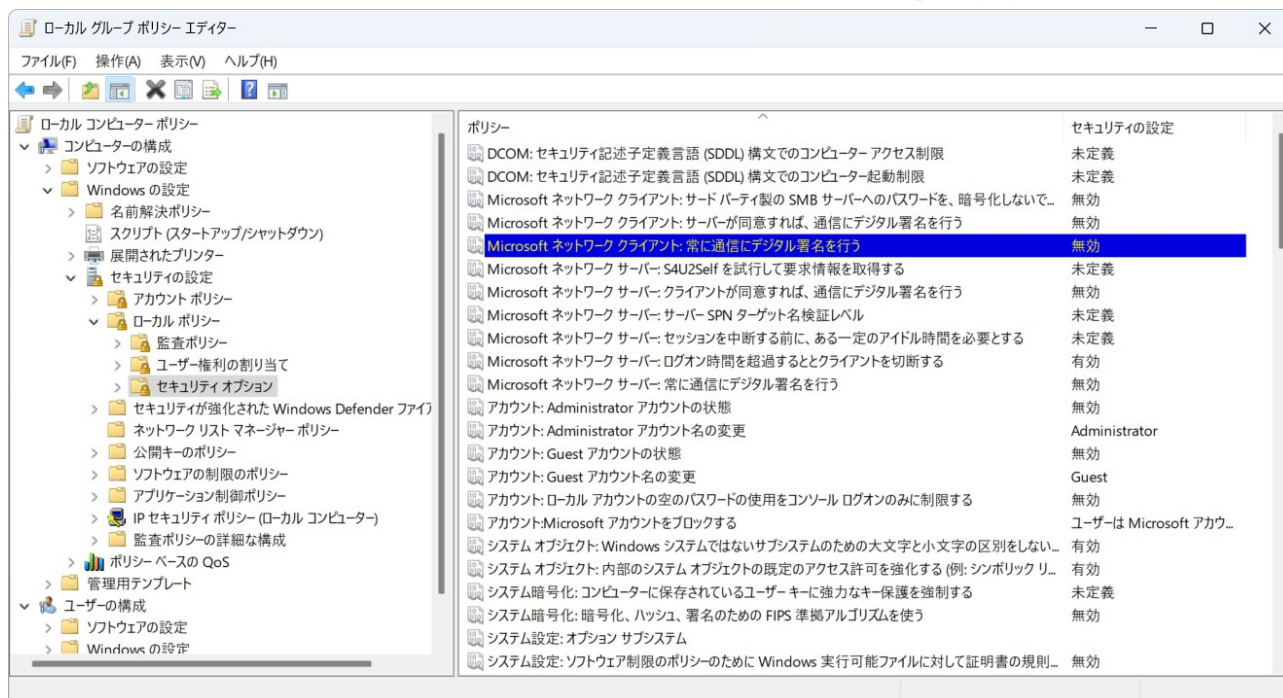 ローカル グループ ポリシー エディター
ファイル(F) 操作(A) 表示(V) ヘルプ(H)
ローカル コンピューター ポリシー
コンピューターの構成
ソフトウェアの設定
Windows の設定
名前解決ポリシー
スクリプト (スタートアップ/シャットダウン)
展開されたプリンター
セキュリティの設定
アカウント ポリシー
ローカル ポリシー
監査ポリシー
ユーザー権利の割り当て
セキュリティ オプション
セキュリティが強化された Windows Defender ファイア
ネットワーク リスト マネージャー ポリシー
公開キーのポリシー
ソフトウェアの制限のポリシー
アプリケーション制御ポリシー
IP セキュリティ ポリシー (ローカル コンピューター)
監査ポリシーの詳細な構成
ポリシー ベースの QoS
管理用テンプレート
ユーザーの構成
ソフトウェアの設定
Windows の設定
ポリシー セキュリティの設定
DCOM: セキュリティ記述子定義言語 (SDDL) 構文でのコンピューター アクセス制限 未定義
DCOM: セキュリティ記述子定義言語 (SDDL) 構文でのコンピューター起動制限 未定義
Microsoft ネットワーク クライアント: サード パーティ製の SMB サーバーへのパスワードを、暗号化しないで... 無効
Microsoft ネットワーク クライアント: サーバーが同意すれば、通信にデジタル署名を行う 無効
Microsoft ネットワーク クライアント: 常に通信にデジタル署名を行う 無効
Microsoft ネットワーク サーバー: S4U2Self を試行して要求情報を取得する 未定義
Microsoft ネットワーク サーバー: クライアントが同意すれば、通信にデジタル署名を行う 無効
Microsoft ネットワーク サーバー: サーバー SPN ターゲット名検証レベル 未定義
Microsoft ネットワーク サーバー: セッションを中断する前に、ある一定のアイドル時間を必要とする 未定義
Microsoft ネットワーク サーバー: ログオン時間を超過するととクライアントを切断する 有効
Microsoft ネットワーク サーバー: 常に通信にデジタル署名を行う 無効
アカウント: Administrator アカウントの状態 無効
アカウント: Administrator アカウント名の変更 Administrator
アカウント: Guest アカウントの状態 無効
アカウント: Guest アカウント名の変更 Guest
アカウント: ローカル アカウントの空のパスワードの使用をコンソール ログオンのみに制限する 無効
アカウント:Microsoft アカウントをブロックする ユーザーは Microsoft アカウ...
システム オブジェクト: Windows システムではないサブシステムのための大文字と小文字の区別をしない... 有効
システム オブジェクト: 内部のシステム オブジェクトの既定のアクセス許可を強化する (例: シンボリック リ... 有効
システム暗号化: コンピューターに保存されているユーザー キーに強力なキー保護を強制する 未定義
システム暗号化: 暗号化、ハッシュ、署名のための FIPS 準拠アルゴリズムを使う 無効
システム設定: オプション サブシステム
システム設定: ソフトウェア制限のポリシーのために Windows 実行可能ファイルに対して証明書の規則... 無効